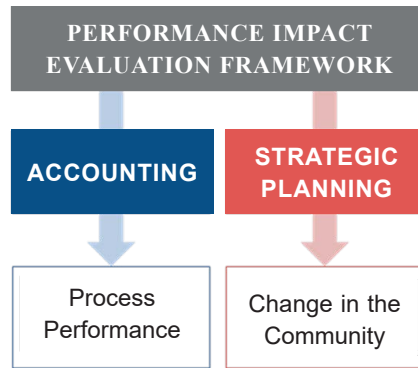 PERFORMANCE IMPACT
EVALUATION FRAMEWORK
ACCOUNTING
STRATEGIC
PLANNING
Process
Performance
Change in the
Community